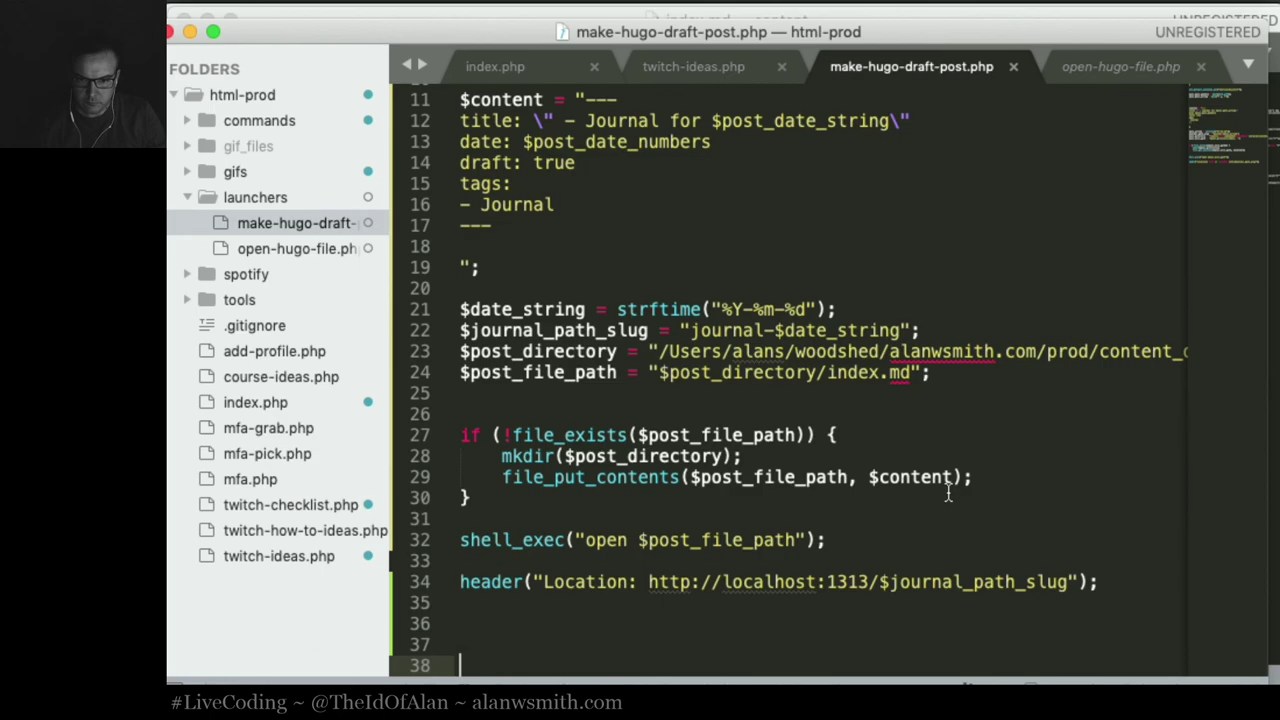 make-hugo-draft-post.php — html-prod
UNREGISTERED
FOLDERS
html-prod
commands
gif_files
gifs
launchers
make-hugo-draft-
open-hugo-file.ph
spotify
tools
.gitignore
add-profile.php
course-ideas.php
index.php
mfa-grab.php
mfa-pick.php
mfa.php
twitch-checklist.php
twitch-how-to-ideas.php
twitch-ideas.php
index.php
twitch-ideas.php
make-hugo-draft-post.php
open-hugo-file.php
11 $content = "---
12 title: \" - Journal for $post_date_string\"
13 date: $post_date_numbers
14 draft: true
15 tags:
16 - Journal
17 ---
18
19 ";
20
21 $date_string = strftime("%Y-%m-%d");
22 $journal_path_slug = "journal-$date_string";
23 $post_directory = "/Users/alans/woodshed/alanwsmith.com/prod/content_
24 $post_file_path = "$post_directory/index.md";
25
26
27 if (!file_exists($post_file_path)) {
28 mkdir($post_directory);
29 file_put_contents($post_file_path, $content);
30 }
31
32 shell_exec("open $post_file_path");
33
34 header("Location: http://localhost:1313/$journal_path_slug");
35
36
37
38
#LiveCoding ~ @TheIdOfAlan ~ alanwsmith.com